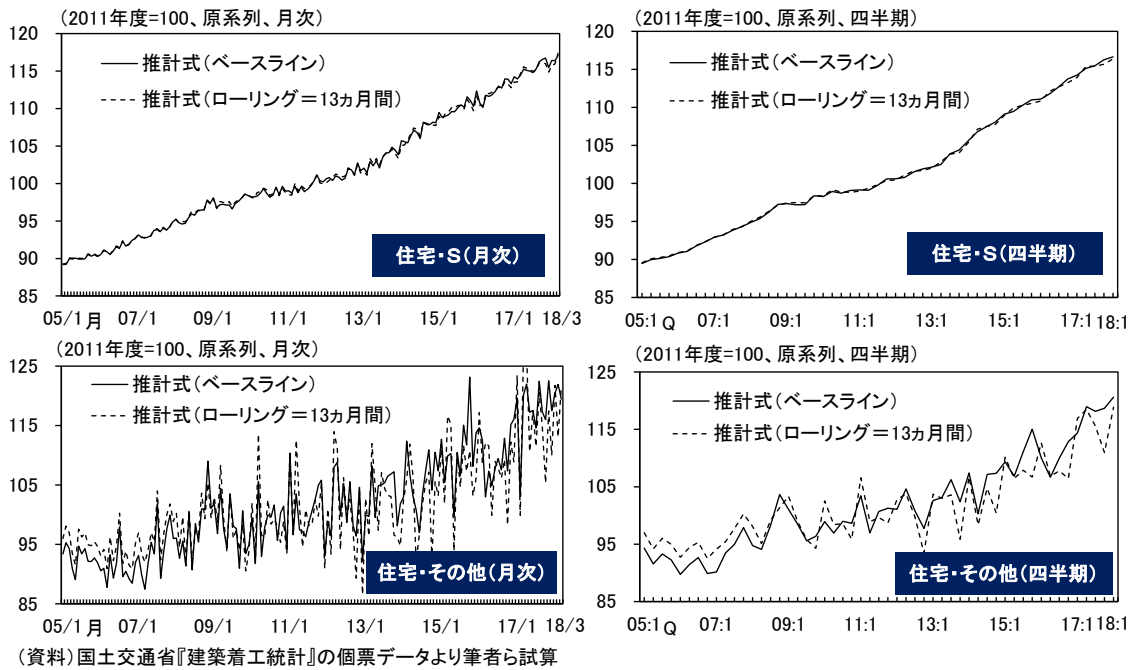 (2011年度=100、原系列、月次)
120
115
110
105
100
95
90
85
推計式(ベースライン)
推計式(ローリング=13ヵ月間)
住宅・S(月次)
05/1 月 07/1 09/1 11/1 13/1 15/1 17/1 18/3
(2011年度=100、原系列、四半期)
120
115
110
105
100
95
90
85
推計式(ベースライン)
推計式(ローリング=13ヵ月間)
住宅・S(四半期)
05:1 Q 07:1 09:1 11:1 13:1 15:1 17:1 18:1
(2011年度=100、原系列、月次)
125
115
105
95
85
推計式(ベースライン)
推計式(ローリング=13ヵ月間)
住宅・その他(月次)
05/1 月 07/1 09/1 11/1 13/1 15/1 17/1 18/3
(2011年度=100、原系列、四半期)
125
115
105
95
85
推計式(ベースライン)
推計式(ローリング=13ヵ月間)
住宅・その他(四半期)
05:1 Q 07:1 09:1 11:1 13:1 15:1 17:1 18:1
(資料)国土交通省『建築着工統計』の個票データより筆者ら試算